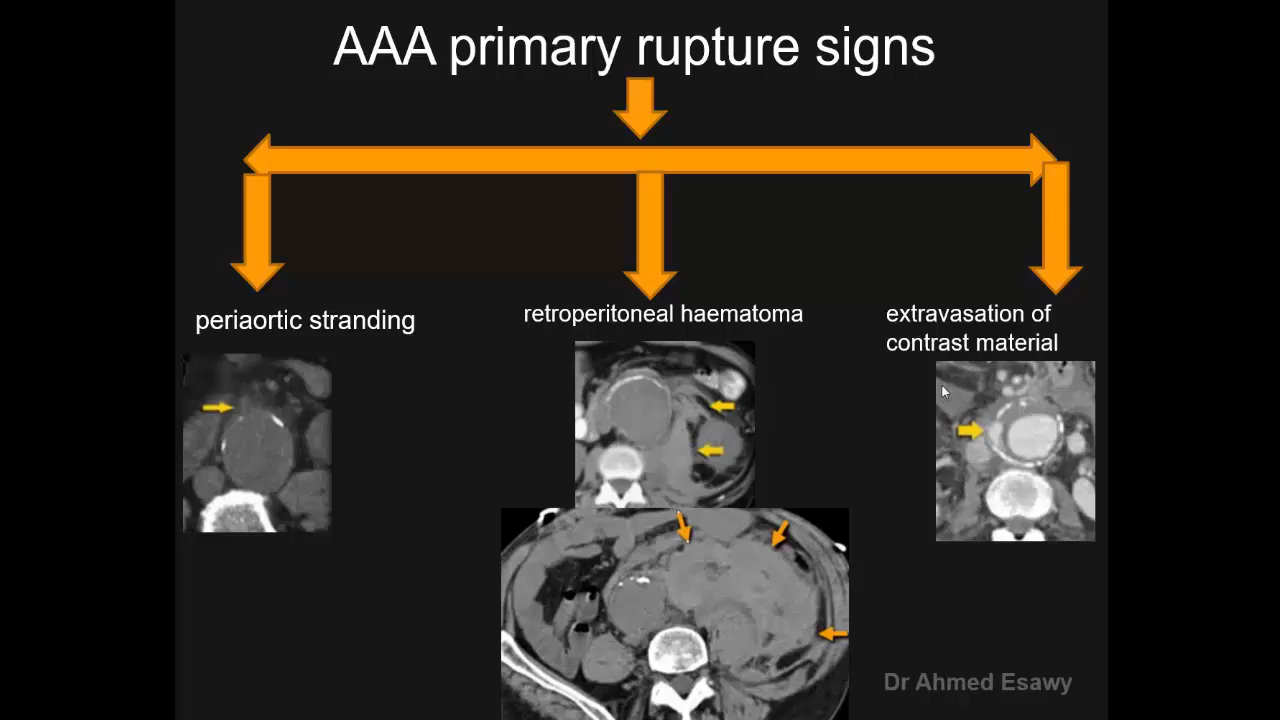 AAA primary rupture signs
periaortic stranding
retroperitoneal haematoma
extravasation of
contrast material
Dr Ahmed Esawy